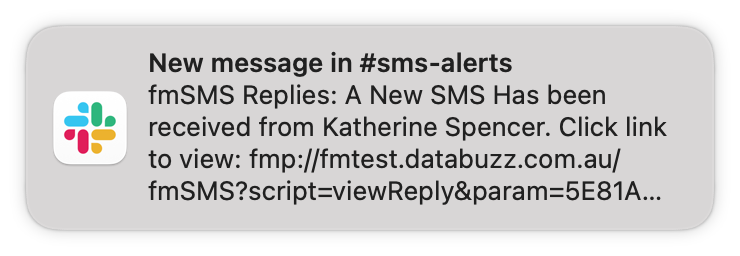 New message in #sms-alerts
fmSMS Replies: A New SMS Has been
received from Katherine Spencer. Click link
to view: fmp://fmtest.databuzz.com.au/
fmSMS?script=viewReply&param=5E81A...